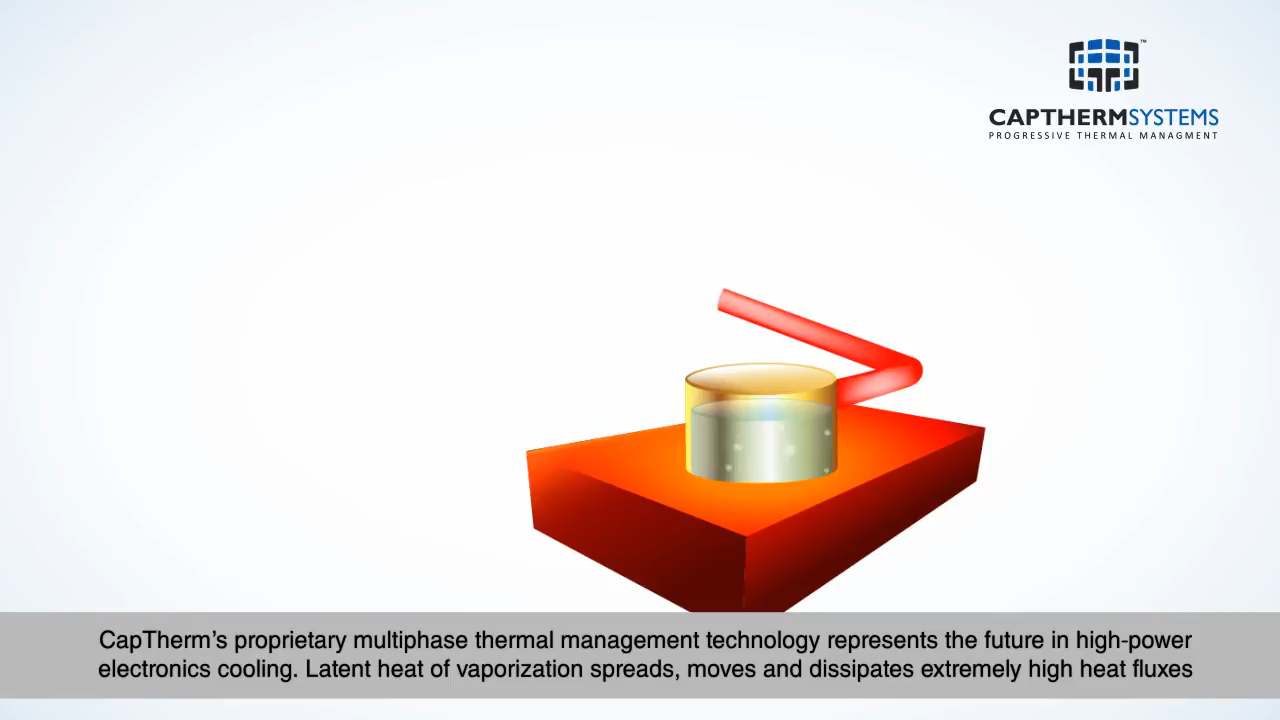 ™
CAPTHERMSYSTEMS
PROGRESSIVE THERMAL MANAGMENT
CapTherm’s proprietary multiphase thermal management technology represents the future in high-power
electronics cooling. Latent heat of vaporization spreads, moves and dissipates extremely high heat fluxes